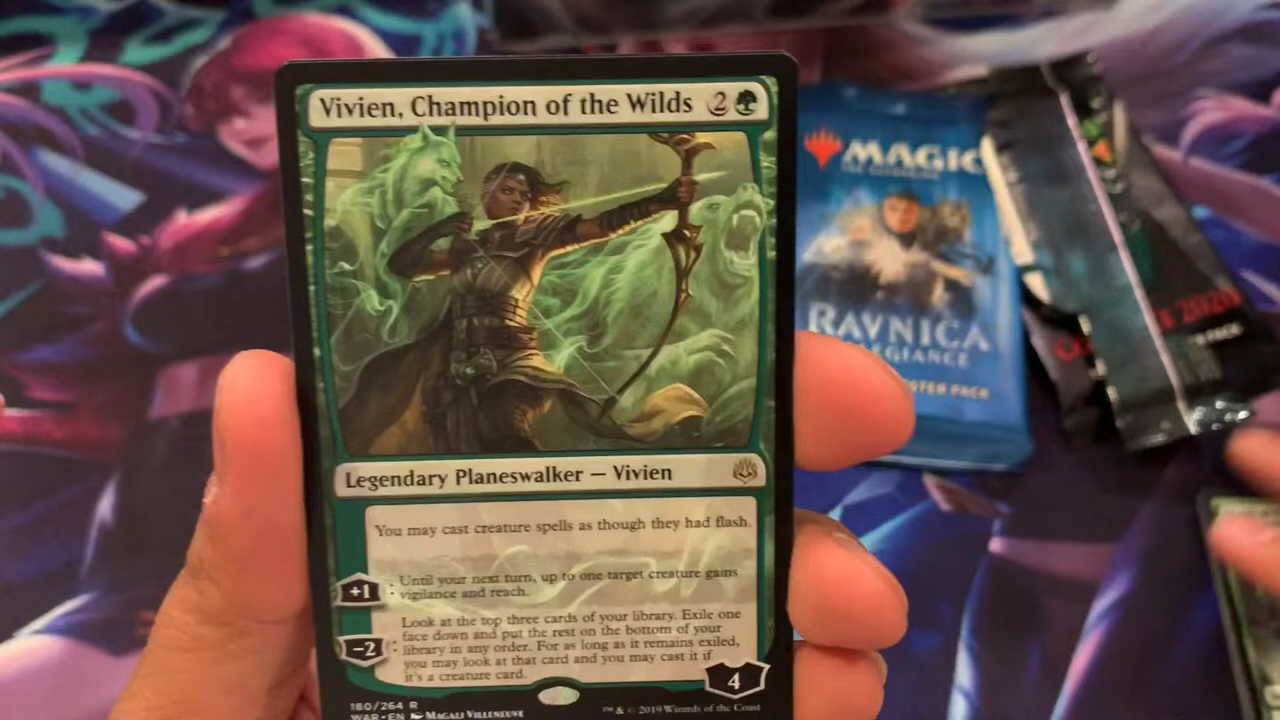 Vivien, Champion of the Wilds 2
Legendary Planeswalker — Vivien
You may cast creature spells as though they had flash.
+1 : Until your next turn, up to one target creature gains
vigilance and reach.
Look at the top three cards of your library. Exile one
face down and put the rest on the bottom of your
-2 : library in any order. For as long as it remains exiled,
you may look at that card and you may cast it if
it's a creature card.
4
180/264 R
WAR • EN MAGALI VILLENEUVE
™ & © 2019 Wizards of the Coast
MAGIC
RAVNICA
EGIANCE
STER PACK
2020
PACK